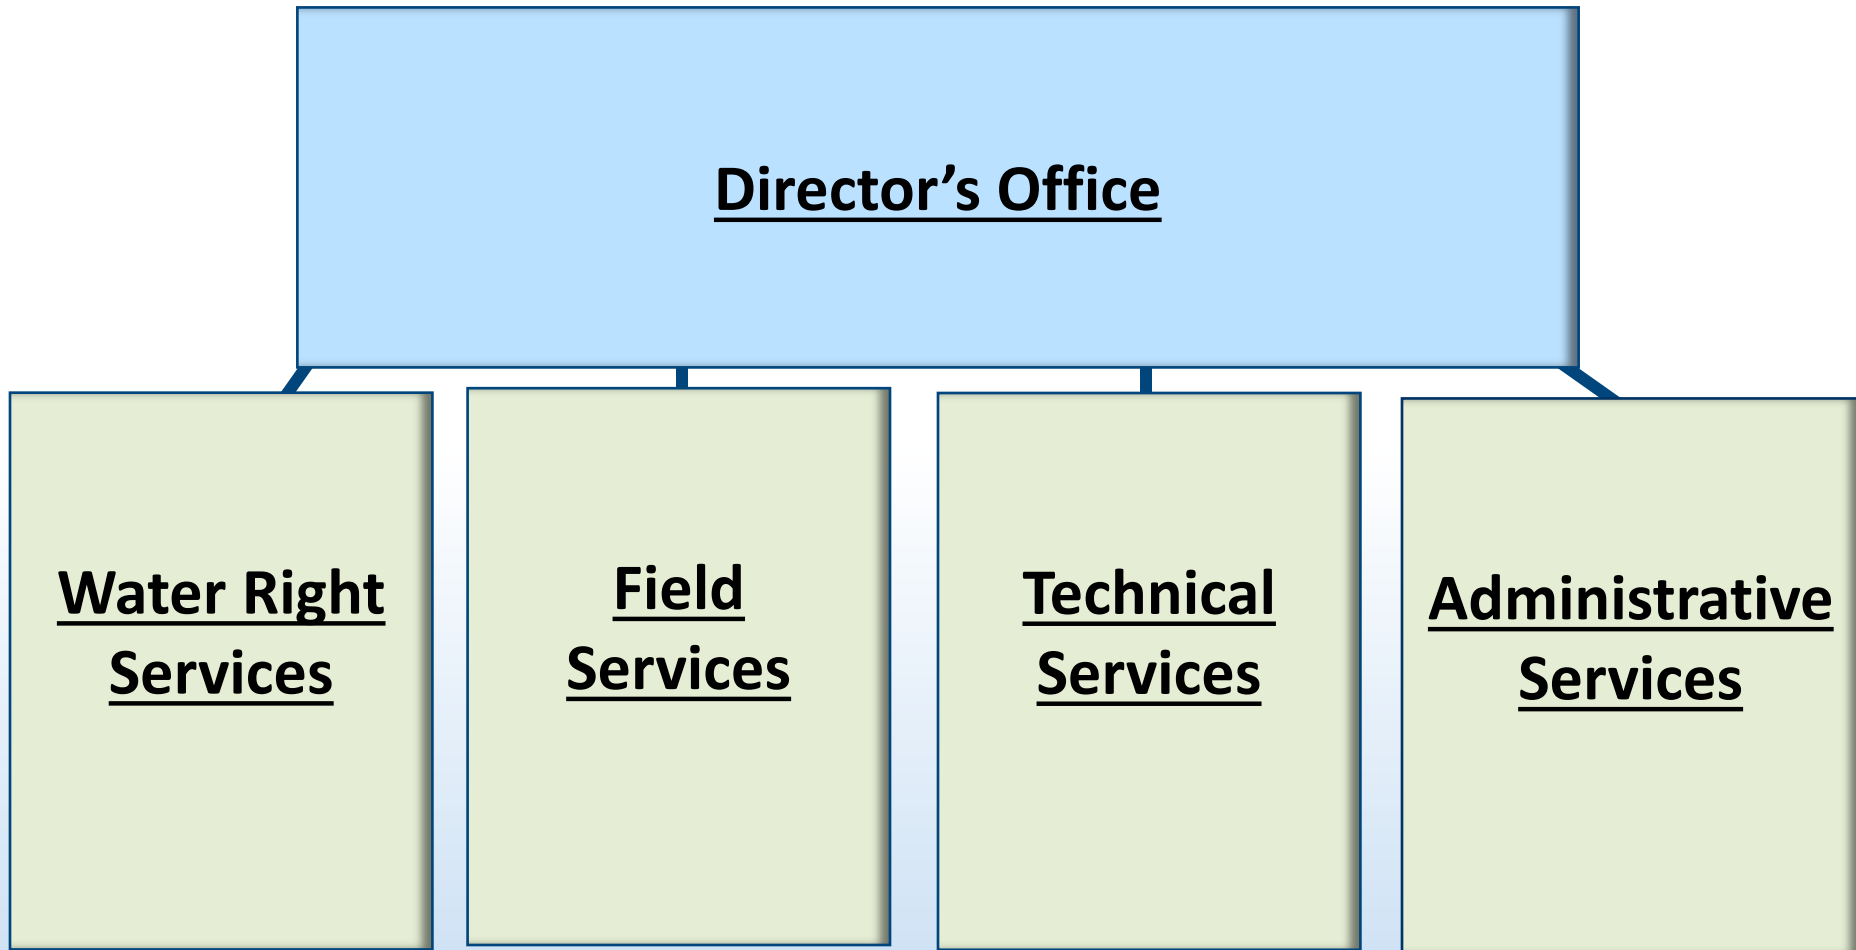 Director’s Office
Water Right
Services
Field
Services
Technical
Services
Administrative
Services